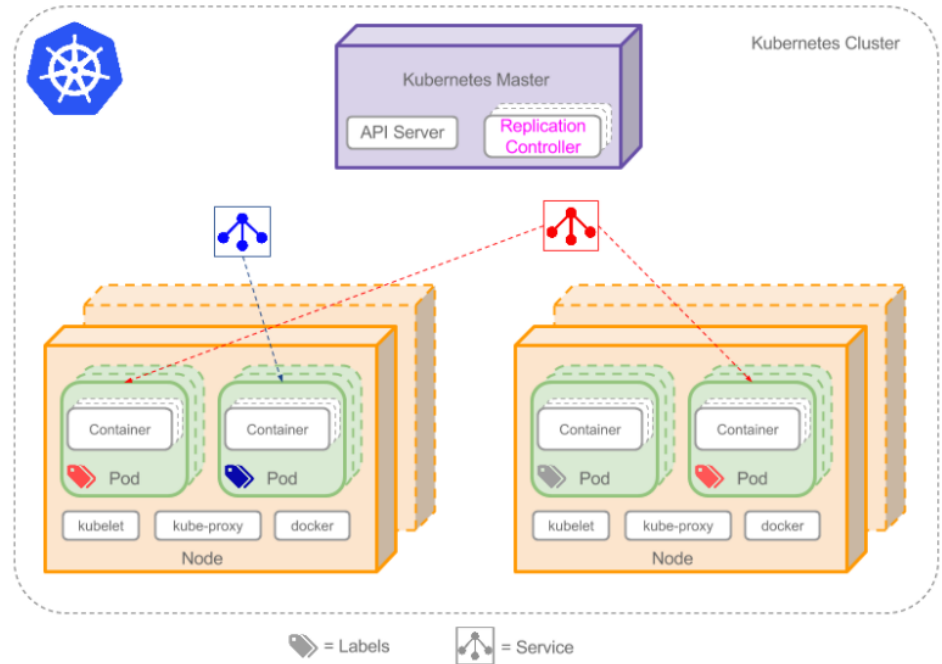 Kubernetes Cluster
Kubernetes Master
API Server
Replication
Controller
Container
Pod
Container
Pod
kubelet
kube-proxy
docker
Node
Container
Pod
Container
Pod
kubelet
kube-proxy
docker
Node
= Labels
= Service